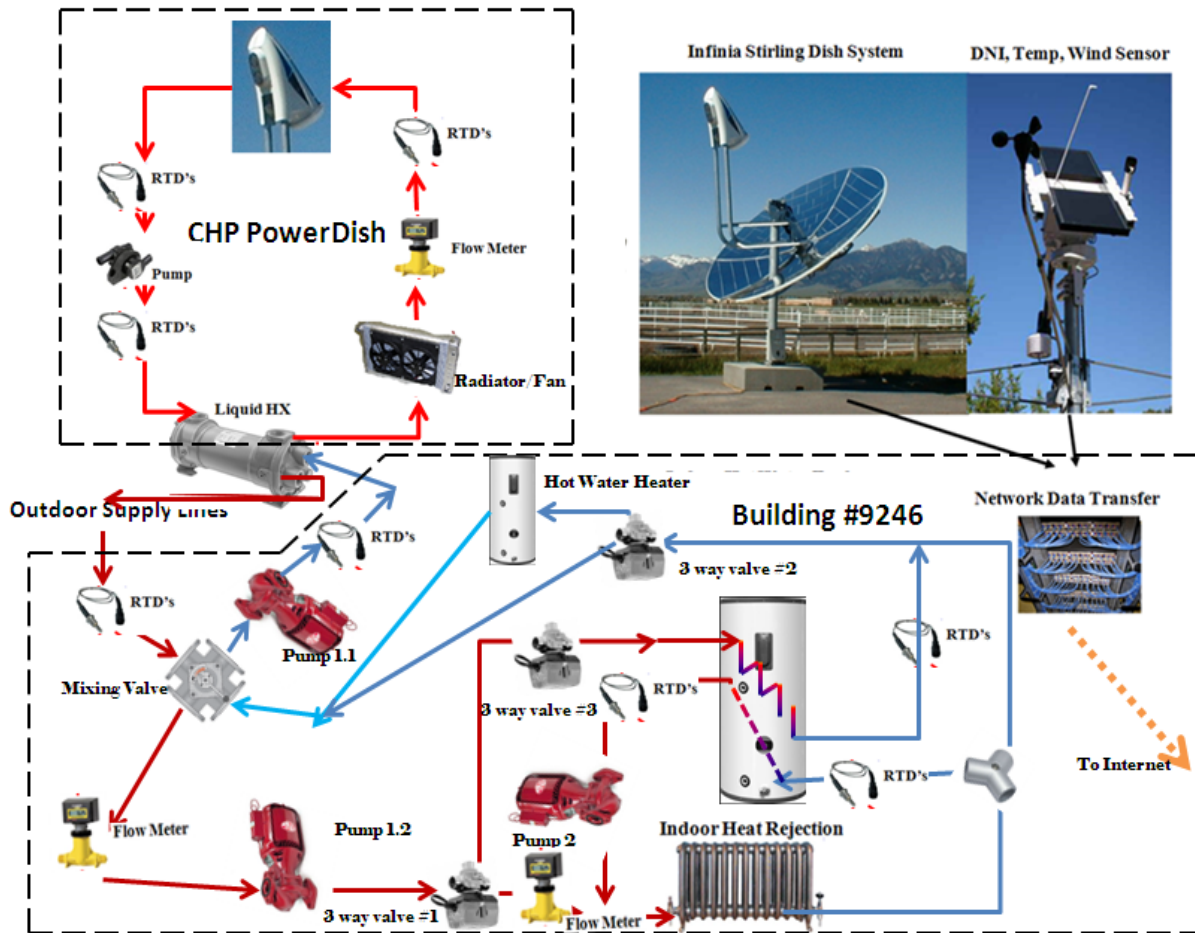 Infinia Stirling Dish System
DNI, Temp, Wind Sensor
RTD's
RTD's
CHP PowerDish
Flow Meter
Pump
RTD's
Radiator/Fan
Liquid HX
Hot Water Heater
Network Data Transfer
Outdoor Supply Lines
Building #9246
RTD's
3 way valve #2
RTD's
RTD's
Pump 1.1
Mixing Valve
RTD's
3 way valve #3
To Internet
RTD's
Flow Meter
Pump 1.2
Pump 2
Indoor Heat Rejection
3 way valve #1
Flow Meter